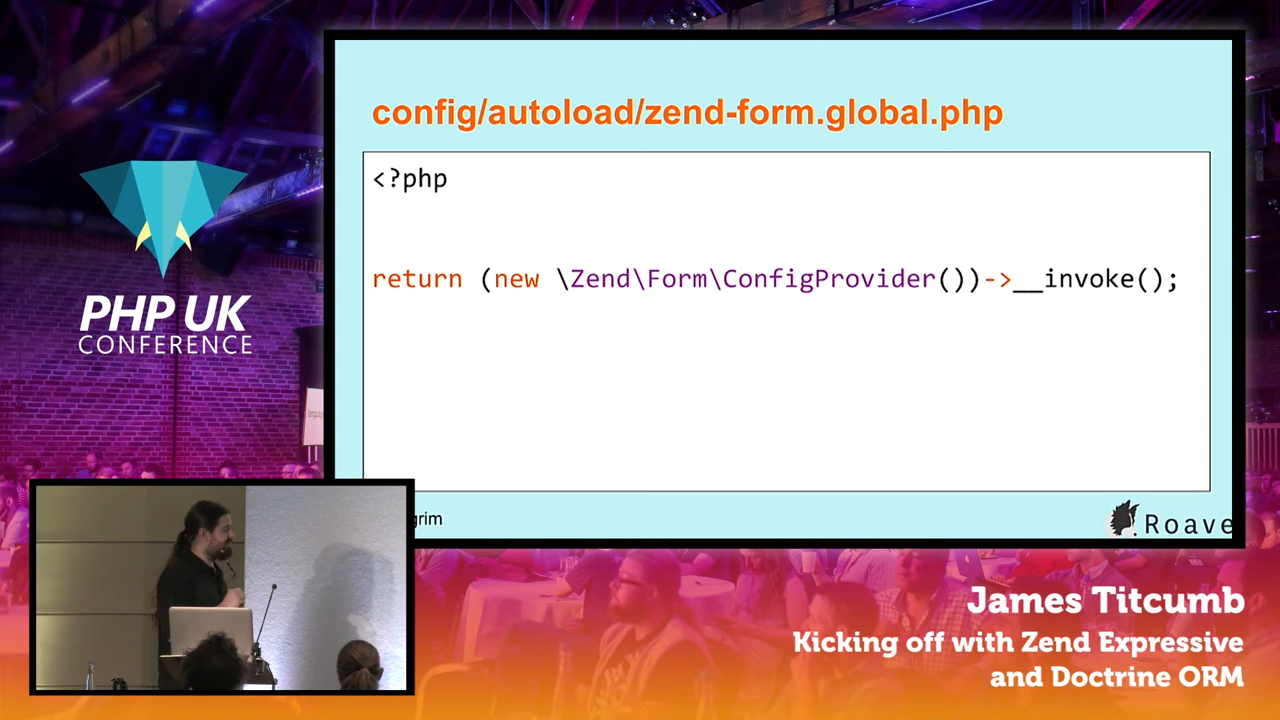 config/autoload/zend-form.global.php
<?php
return (new \Zend\Form\ConfigProvider())->__invoke();
PHP UK
CONFERENCE
grim
Roave
James Titcumb
Kicking off with Zend Expressive
and Doctrine ORM